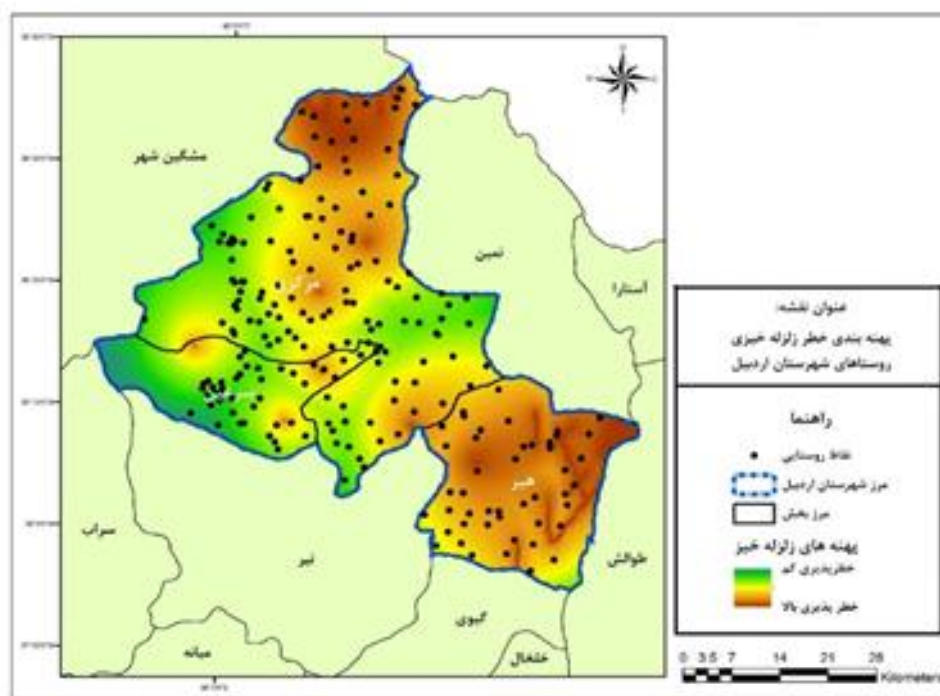 مشگین شهر
نمین
آستارا
مرکزی
هیر
سراب
نیر
طوالش
گیوی
میانه
خلخال
عنوان نقشه:
پهنه بندی خطر زلزله خیزی
روستاهای شهرستان اردبیل
راهنما
نقاط روستایی
مرز شهرستان اردبیل
مرز بخش
پهنه های زلزله خیز
خطرپذیری کم
خطر پذیری بالا
0 3.5 7 14 21 28
Kilometers